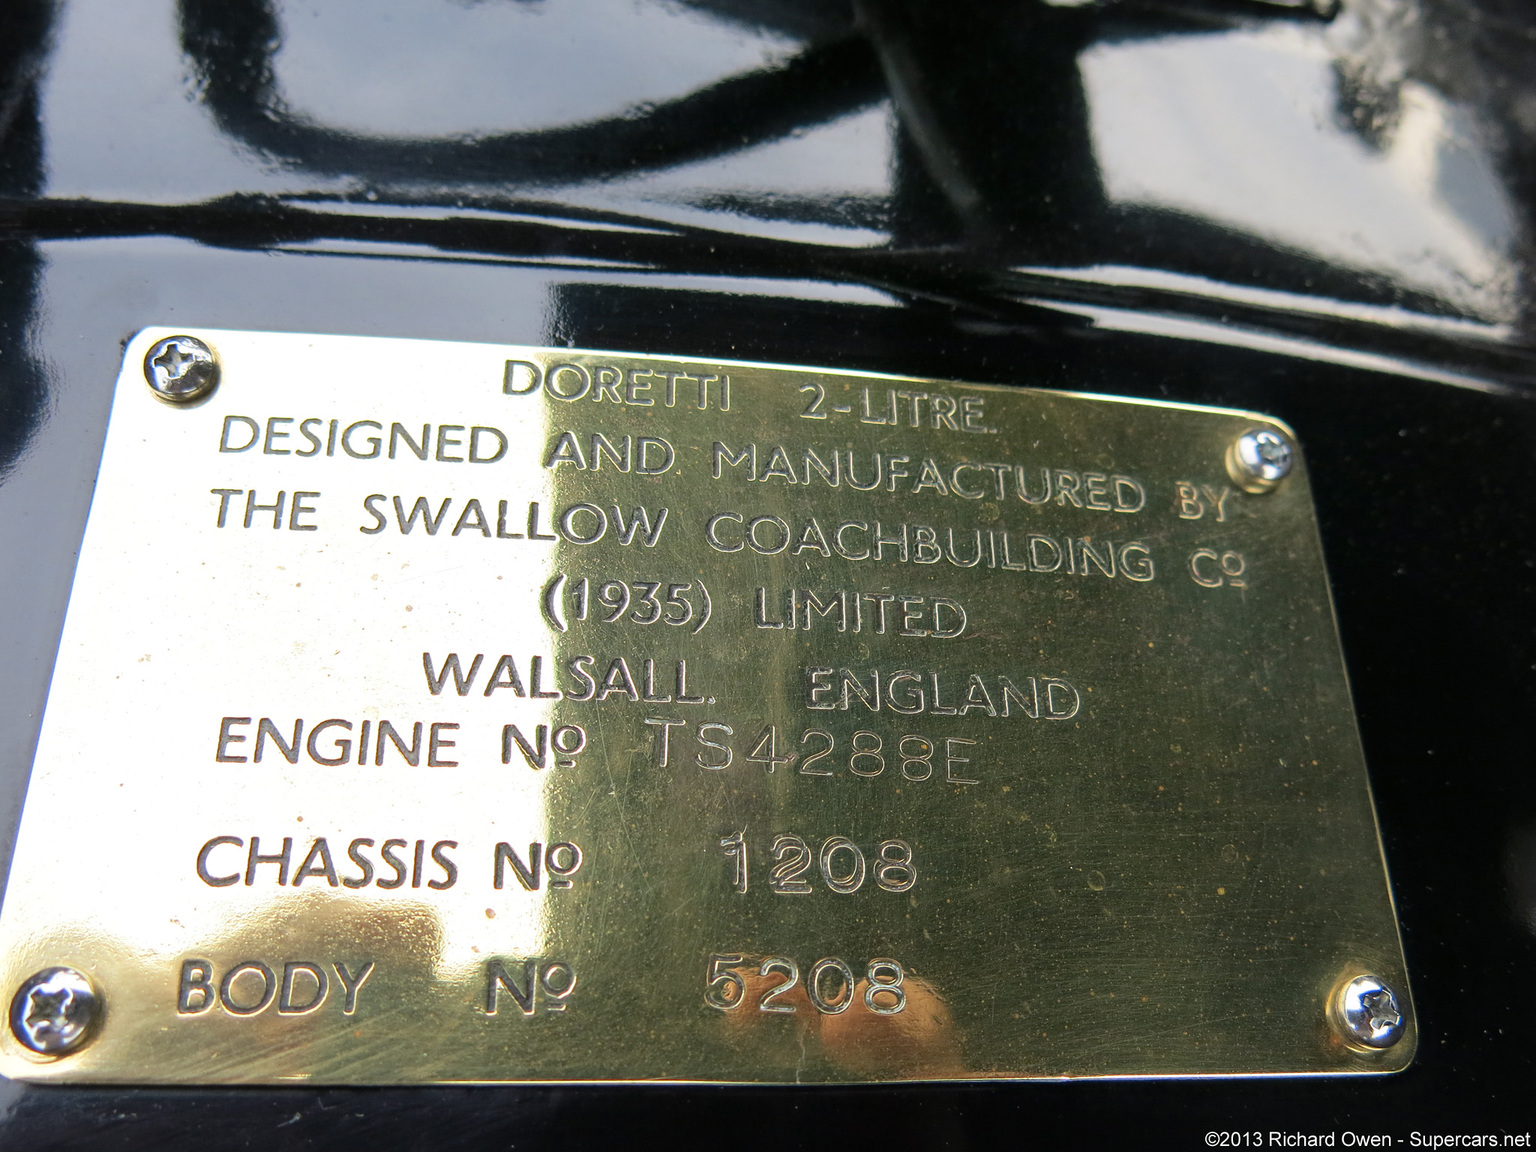 DORETTI 2-LITRE.
DESIGNED AND MANUFACTURED BY
THE SWALLOW COACHBUILDING Cº
(1935) LIMITED
WALSALL. ENGLAND
ENGINE Nº TS4288E
CHASSIS Nº 1208
BODY Nº 5208
©2013 Richard Owen - Supercars.net